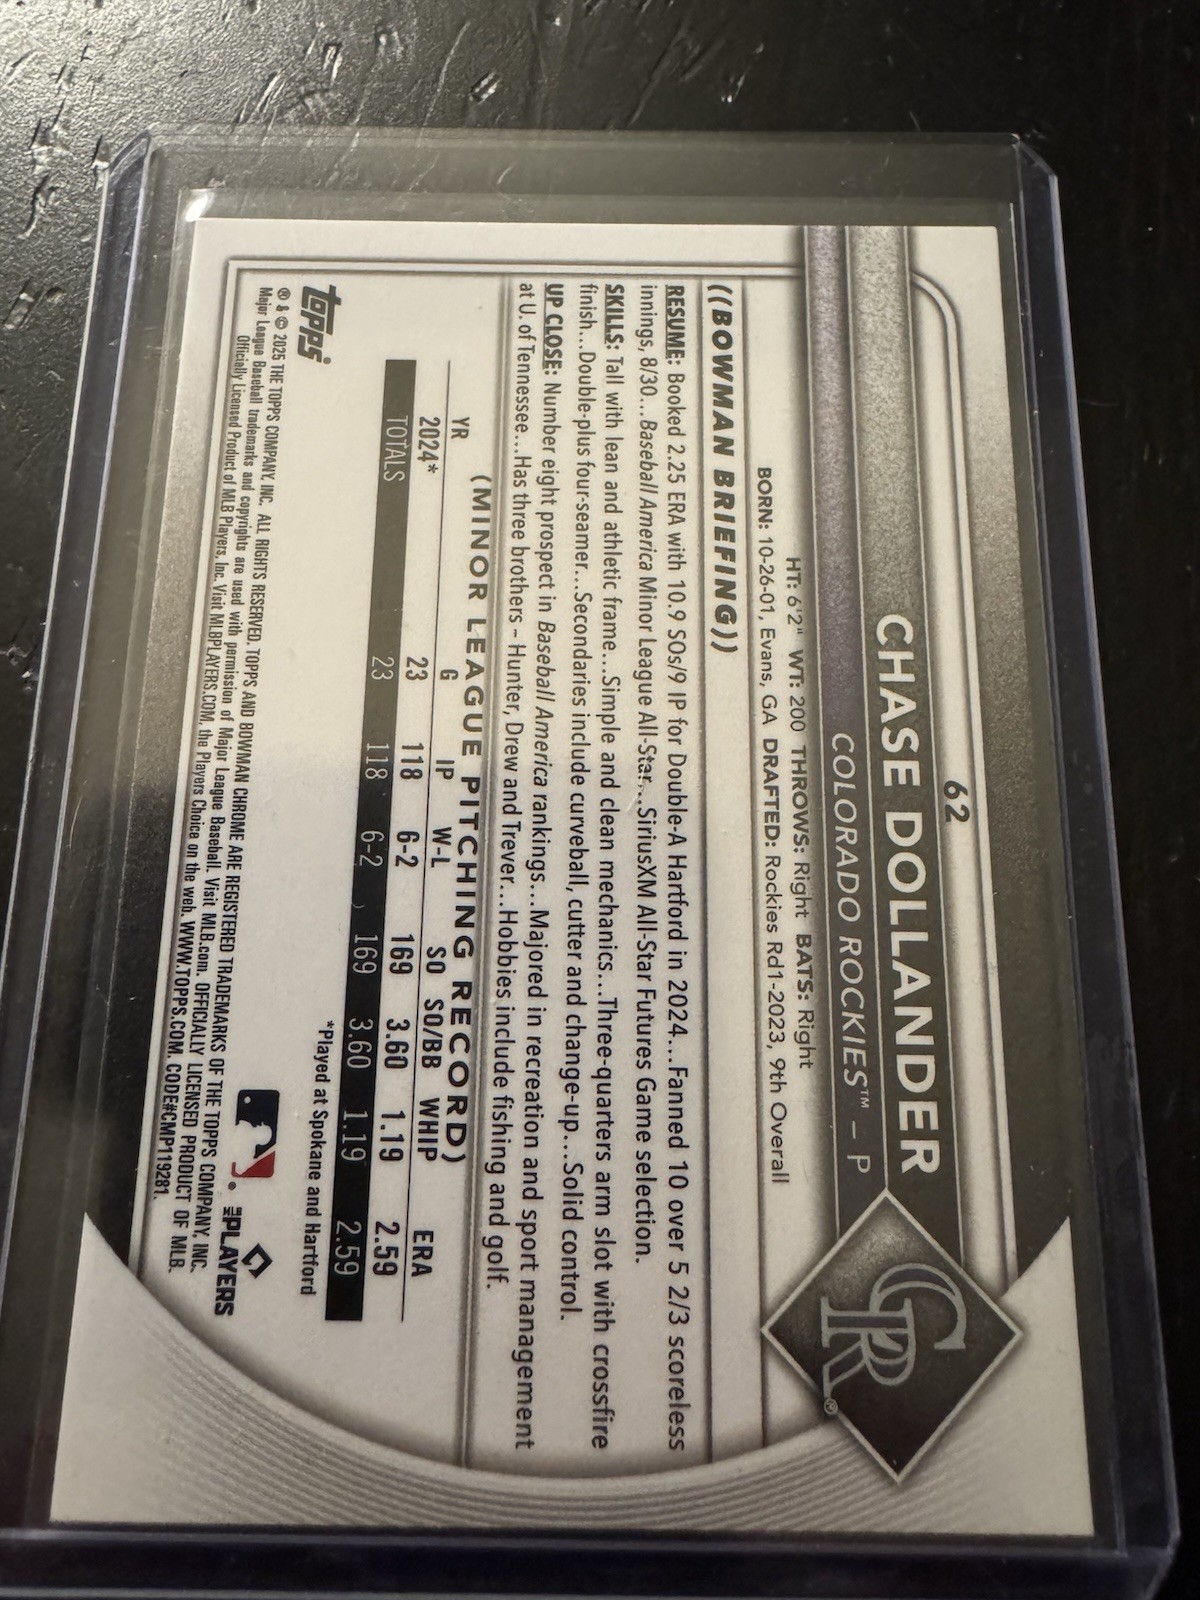 62
CHASE DOLLANDER
COLORADO ROCKIES™ – P
CR®
HT: 6'2" WT: 200 THROWS: Right BATS: Right
BORN: 10-26-01, Evans, GA DRAFTED: Rockies Rd1-2023, 9th Overall
((BOWMAN BRIEFING))
RESUME: Booked 2.25 ERA with 10.9 SOs/9 IP for Double-A Hartford in 2024...Fanned 10 over 5 2/3 scoreless
innings, 8/30...Baseball America Minor League All-Star...SiriusXM All-Star Futures Game selection.
SKILLS: Tall with lean and athletic frame...Simple and clean mechanics...Three-quarters arm slot with crossfire
finish...Double-plus four-seamer...Secondaries include curveball, cutter and change-up...Solid control.
UP CLOSE: Number eight prospect in Baseball America rankings...Majored in recreation and sport management
at U. of Tennessee...Has three brothers – Hunter, Drew and Trever...Hobbies include fishing and golf.
(MINOR LEAGUE PITCHING RECORD)
YR G IP W-L SO SO/BB WHIP ERA
2024* 23 118 6-2 169 3.60 1.19 2.59
TOTALS 23 118 6-2 169 3.60 1.19 2.59
*Played at Spokane and Hartford
topps
MLB PLAYERS
® & © 2025 THE TOPPS COMPANY, INC. ALL RIGHTS RESERVED. TOPPS AND BOWMAN CHROME ARE REGISTERED TRADEMARKS OF THE TOPPS COMPANY, INC.
Major League Baseball trademarks and copyrights are used with permission of Major League Baseball. Visit MLB.com. OFFICIALLY LICENSED PRODUCT OF MLB.
Officially Licensed Product of MLB Players, Inc. Visit MLBPLAYERS.COM, the Players Choice on the web. WWW.TOPPS.COM. CODE#CMP119281.